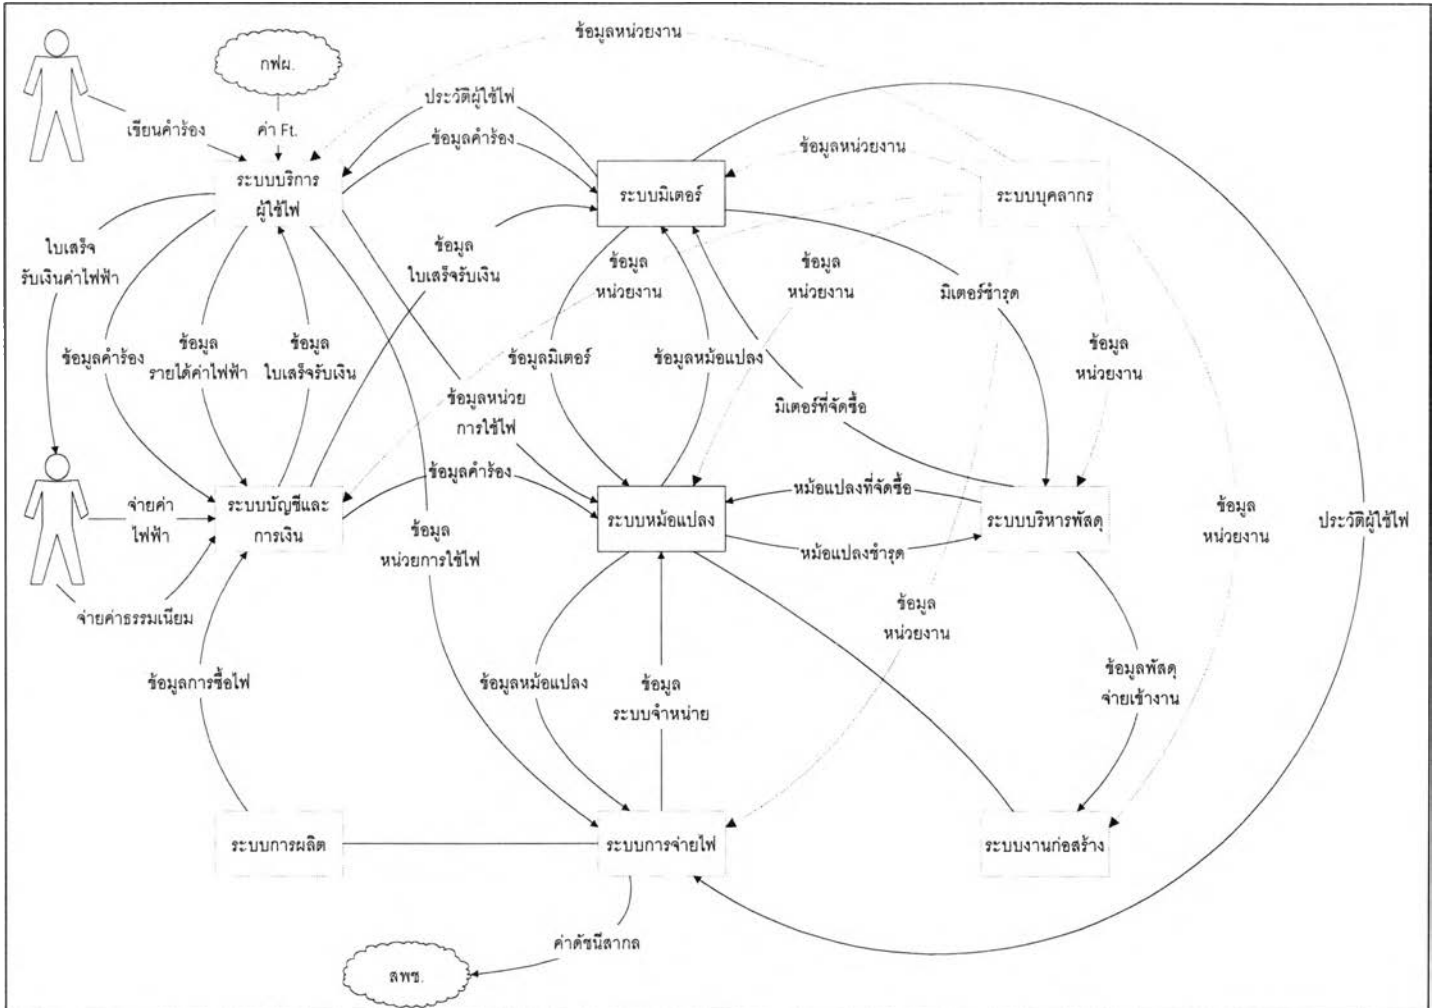 ข้อมูลหน่วยงาน
กฟผ.
ประวัติผู้ใช้ไฟ
เขียนคำร้อง
ค่า Ft.
ข้อมูลคำร้อง
ข้อมูลหน่วยงาน
ระบบบริการ
ผู้ใช้ไฟ
ระบบมิเตอร์
ระบบบุคลากร
ใบเสร็จ
รับเงินค่าไฟฟ้า
ข้อมูล
ใบเสร็จรับเงิน
ข้อมูล
หน่วยงาน
ข้อมูล
หน่วยงาน
มิเตอร์ชำรุด
ข้อมูลคำร้อง
ข้อมูล
รายได้ค่าไฟฟ้า
ข้อมูล
ใบเสร็จรับเงิน
ข้อมูลมิเตอร์
ข้อมูลหม้อแปลง
ข้อมูล
หน่วยงาน
ข้อมูลหน่วย
การใช้ไฟ
มิเตอร์ที่จัดซื้อ
จ่ายค่า
ไฟฟ้า
ระบบบัญชีและ
การเงิน
ข้อมูลคำร้อง
ระบบหม้อแปลง
หม้อแปลงที่จัดซื้อ
ระบบบริหารพัสดุ
ข้อมูล
หน่วยงาน
ประวัติผู้ใช้ไฟ
ข้อมูล
หน่วยการใช้ไฟ
หม้อแปลงชำรุด
จ่ายค่าธรรมเนียม
ข้อมูล
หน่วยงาน
ข้อมูลการซื้อไฟ
ข้อมูลหม้อแปลง
ข้อมูล
ระบบจำหน่าย
ข้อมูลพัสดุ
จ่ายเข้างาน
ระบบการผลิต
ระบบการจ่ายไฟ
ระบบงานก่อสร้าง
ค่าดัชนีสากล
สพช.